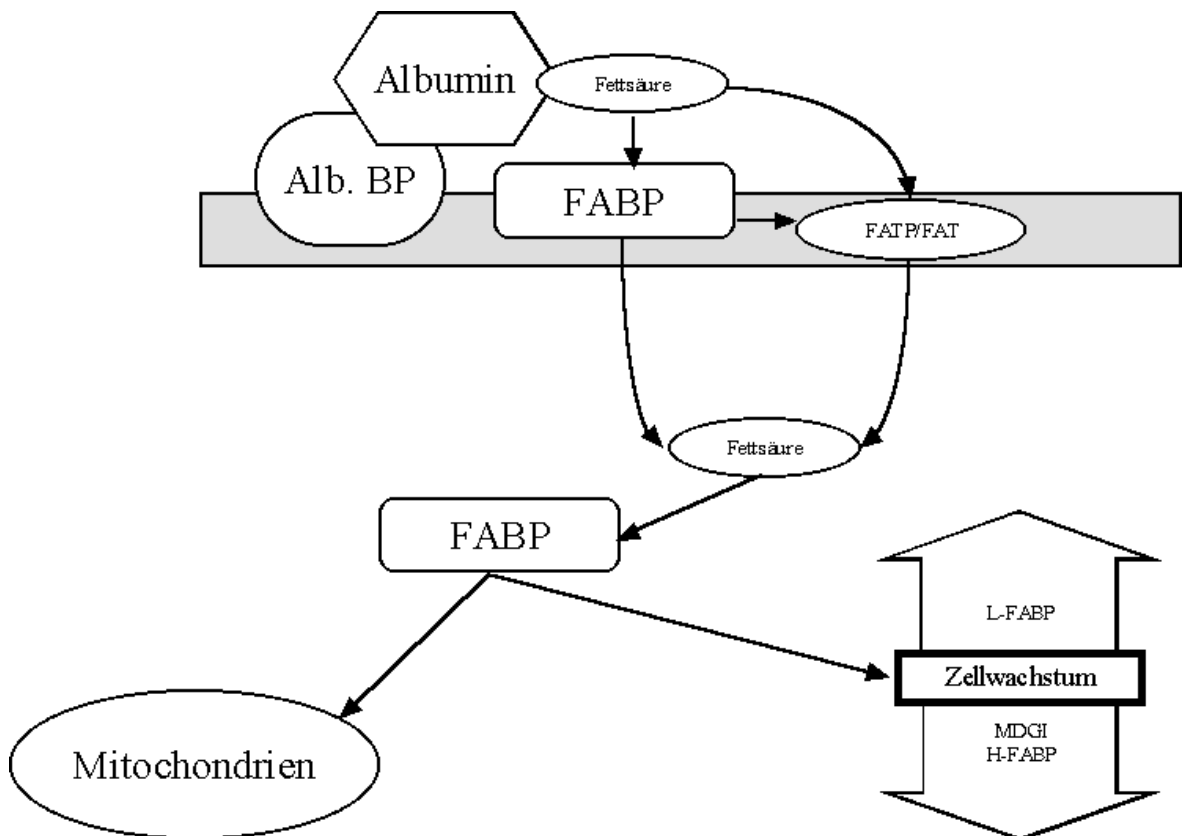 Albumin
Fettsäure
Alb. BP
FABP
FATP/FAT
Fettsäure
FABP
L-FABP
Zellwachstum
MDGI
H-FABP
Mitochondrien